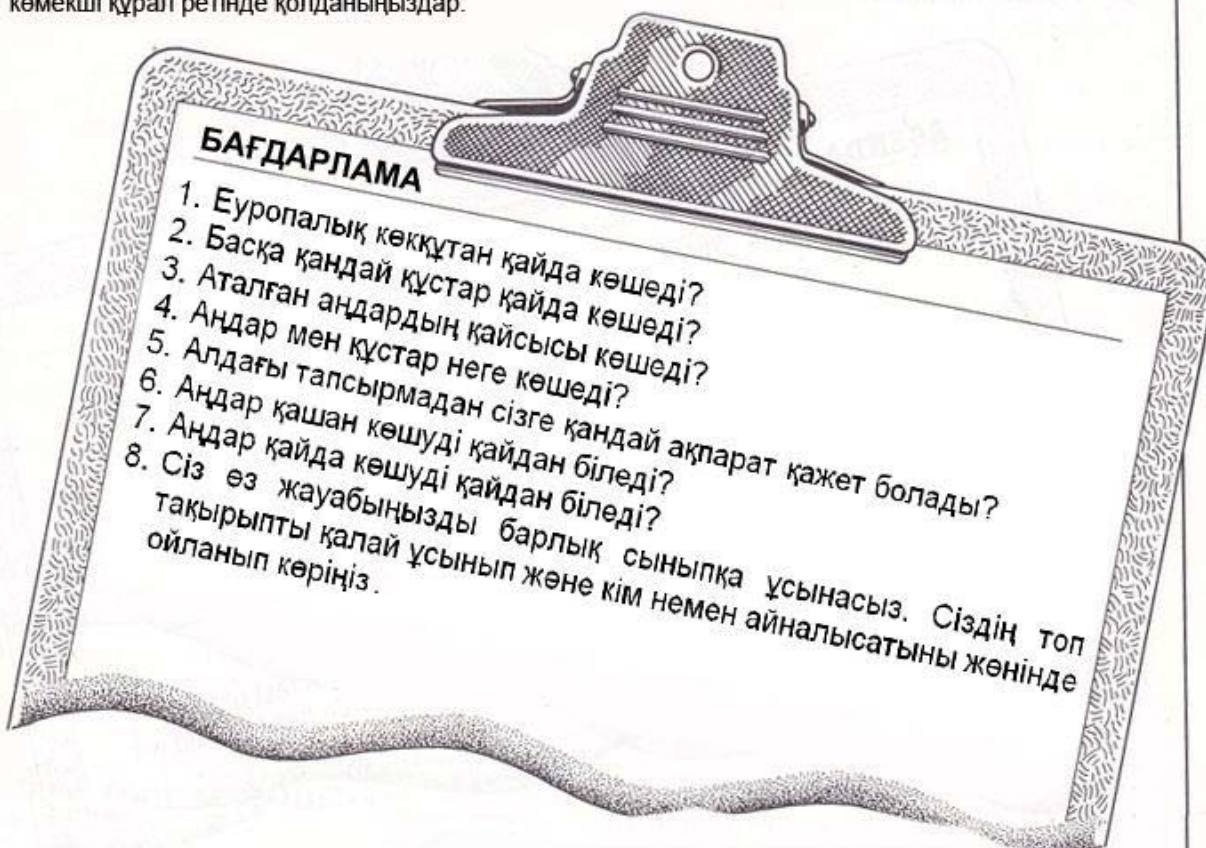 көмекші құрал ретінде қолданыңыздар.
БАҒДАРЛАМА
1. Еуропалық көкқұтан қайда көшеді?
2. Басқа қандай құстар қайда көшеді?
3. Аталған аңдардың қайсысы көшеді?
4. Аңдар мен құстар неге көшеді?
5. Алдағы тапсырмадан сізге қандай ақпарат қажет болады?
6. Аңдар қашан көшуді қайдан біледі?
7. Аңдар қайда көшуді қайдан біледі?
8. Сіз өз жауабыңызды барлық сыныпқа ұсынасыз. Сіздің топ
тақырыпты қалай ұсынып және кім немен айналысатыны жөнінде
ойланып көріңіз.